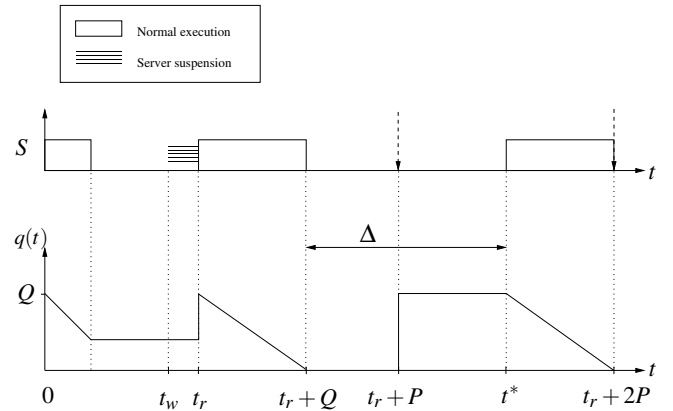 Normal execution
Server suspension
S
t
Δ
q(t)
Q
t
0 t_w t_r t_r + Q t_r + P t* t_r + 2P